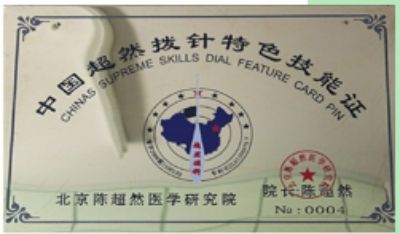 中国超然拨针特色技能证
CHINAS SUPREME SKILLS DIAL FEATURE CARD PIN
北京陈超然医学研究院
院长:陈超然
No:0004